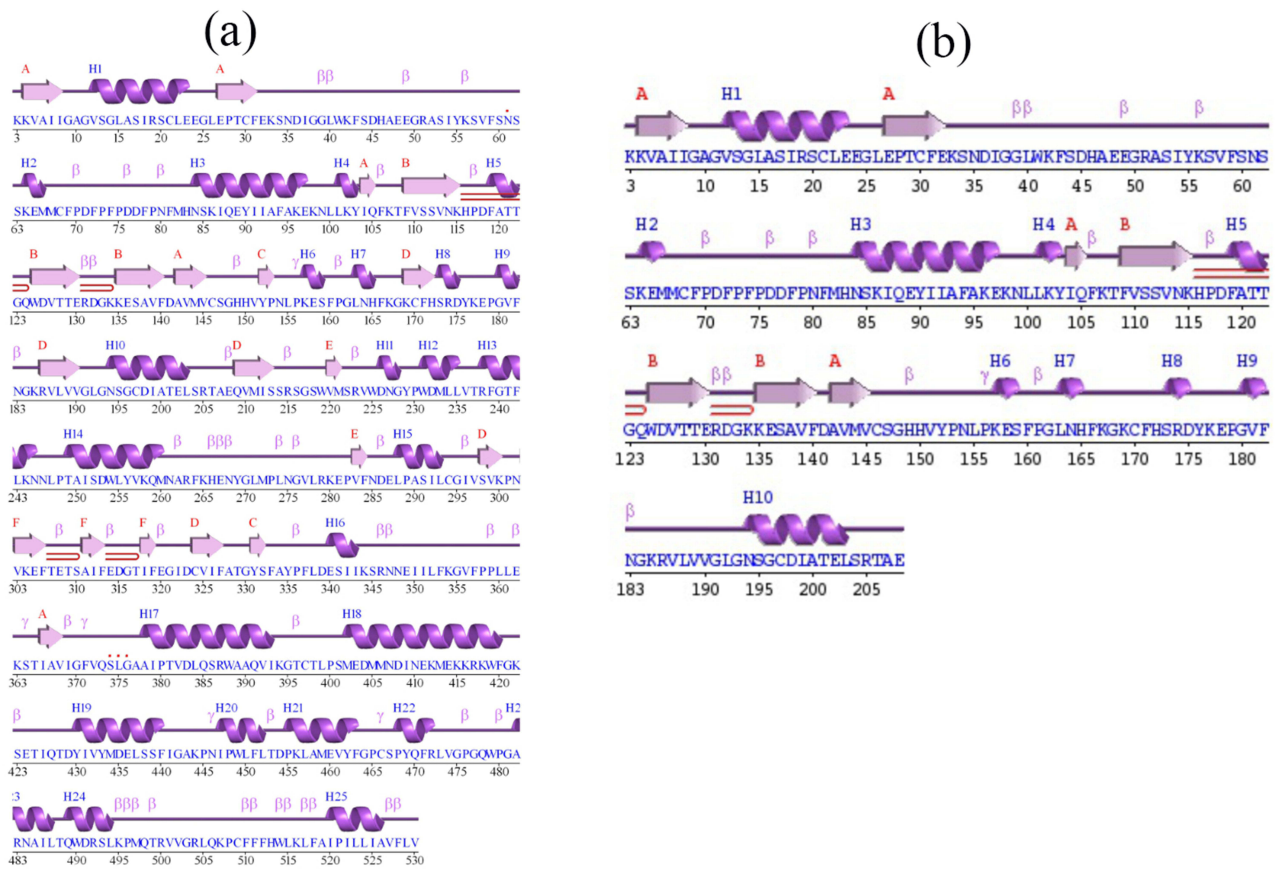 (a)
A H1 A ββ β β
KKVAIIGAGVSGLASIRSCLEEGLEPTCFEKSNDIGGLWKFSDHAEEGRASIYKSVFSNS
3 10 15 20 25 30 35 40 45 50 55 60
H2 β β β H3 H4 A β B β H5
SKEMMCFPDFPFPDDFPNFMHNSKIQEYIIAFAKEKNLLKYIQFKTFVSSVNKHPDFATT
63 70 75 80 85 90 95 100 105 110 115 120
B ββ B A β C γ H6 β H7 D H8 H9
GQWDVTTERDGKKESAVFDAVMVCSGHHVYPNLPKESFPGLNHFKGKCFHSRDYKEPGVF
123 130 135 140 145 150 155 160 165 170 175 180
β D H10 β D β E β H11 H12 H13
NGKRVLVVGLGNSGCDIATELSRTAEQVMISSRSGSWVMSRVWDNGYPWDMLLVTRFGTF
183 190 195 200 205 210 215 220 225 230 235 240
H14 β βββ β β E β H15 β D
LKNNLPTAISDWLYVKQMNARFKHENYGLMPLNGVLRKEPVFNDELPASILCGIVSVKPN
243 250 255 260 265 270 275 280 285 290 295 300
F β F β F β D C β H16 ββ β β
VKEFTETSAIFEDGTIFEGIDCVIFATGYSFAYPFLDESIIKSRNNEIILFKGVFPPLLE
303 310 315 320 325 330 335 340 345 350 355 360
γ A β γ H17 β H18
KSTIAVIGFVQSLGAAIPTVDLQSRWAAQVIKGTCTLPSMEDMMNDINEKMEKKRKWFGK
363 370 375 380 385 390 395 400 405 410 415 420
β H19 γ H20 β H21 γ H22 β β H2
SETIQTDYIVYMDELSSFIGAKPNIPWLFLTDPKLAMEVYFGPCSPYQFRLVGPGQWPGA
423 430 435 440 445 450 455 460 465 470 475 480
:3 H24 βββ β ββ ββ ββ H25 ββ
RNAILTQWDRSLKPMQTRVVGRLQKPCFFFHWLKLFAIPILLIAVFLV
483 490 495 500 505 510 515 520 525 530
(b)
A H1 A ββ β β
KKVAIIGAGVSGLASIRSCLEEGLEPTCFEKSNDIGGLWKFSDHAEEGRASIYKSVFSNS
3 10 15 20 25 30 35 40 45 50 55 60
H2 β β β H3 H4 A β B β H5
SKEMMCFPDFPFPDDFPNFMHNSKIQEYIIAFAKEKNLLKYIQFKTFVSSVNKHPDFATT
63 70 75 80 85 90 95 100 105 110 115 120
B ββ B A β γ H6 β H7 H8 H9
GQWDVTTERDGKKESAVFDAVMVCSGHHVYPNLPKESFPGLNHFKGKCFHSRDYKEPGVF
123 130 135 140 145 150 155 160 165 170 175 180
β H10
NGKRVLVVGLGNSGCDIATELSRTAE
183 190 195 200 205